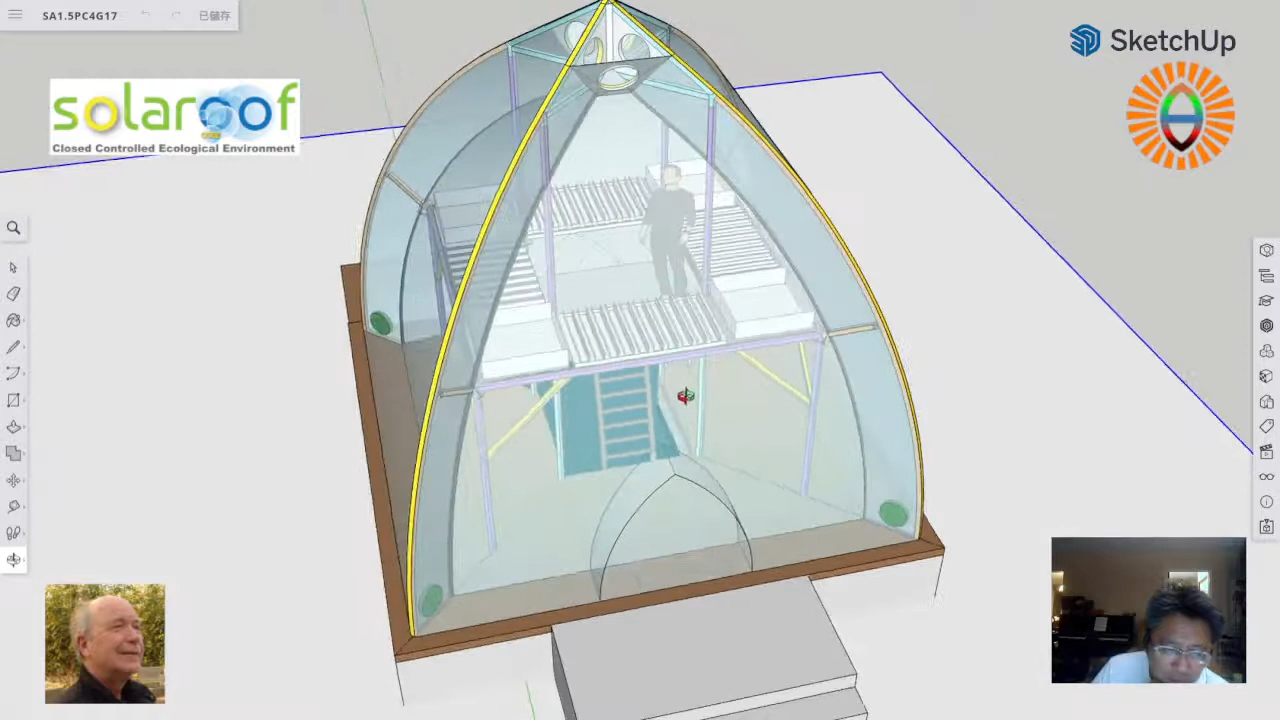 SA1.5PC4G17 已儲存
SketchUp
solaroof
Closed Controlled Ecological Environment